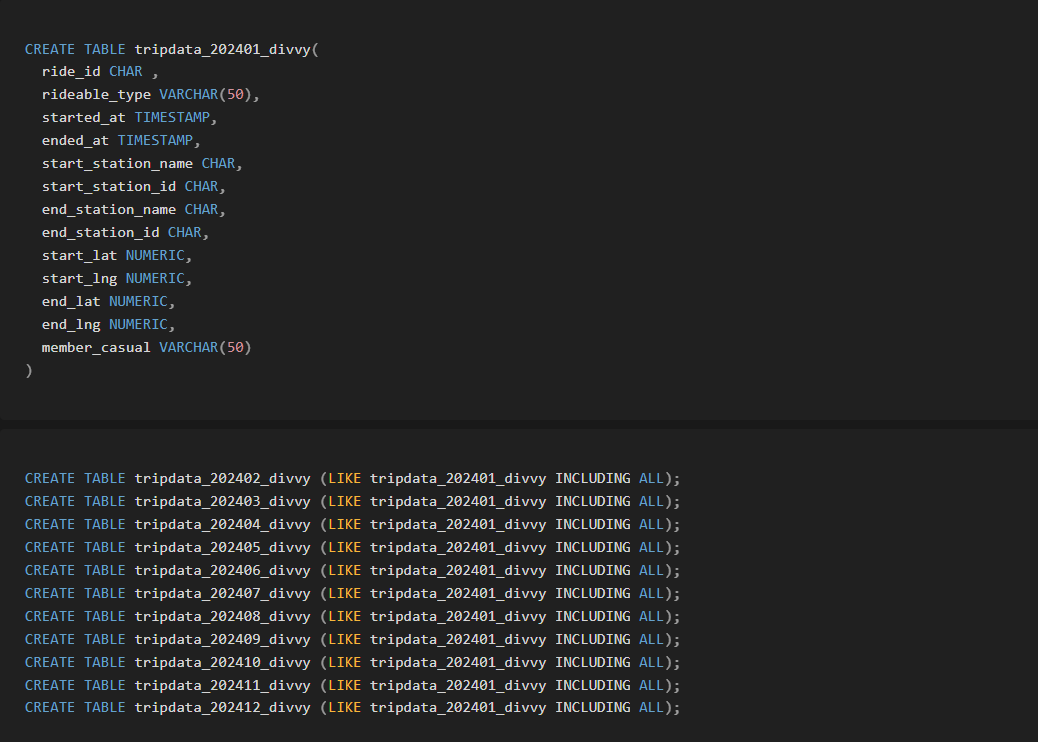 CREATE TABLE tripdata_202401_divvy(
  ride_id CHAR ,
  rideable_type VARCHAR(50),
  started_at TIMESTAMP,
  ended_at TIMESTAMP,
  start_station_name CHAR,
  start_station_id CHAR,
  end_station_name CHAR,
  end_station_id CHAR,
  start_lat NUMERIC,
  start_lng NUMERIC,
  end_lat NUMERIC,
  end_lng NUMERIC,
  member_casual VARCHAR(50)
)
CREATE TABLE tripdata_202402_divvy (LIKE tripdata_202401_divvy INCLUDING ALL);
CREATE TABLE tripdata_202403_divvy (LIKE tripdata_202401_divvy INCLUDING ALL);
CREATE TABLE tripdata_202404_divvy (LIKE tripdata_202401_divvy INCLUDING ALL);
CREATE TABLE tripdata_202405_divvy (LIKE tripdata_202401_divvy INCLUDING ALL);
CREATE TABLE tripdata_202406_divvy (LIKE tripdata_202401_divvy INCLUDING ALL);
CREATE TABLE tripdata_202407_divvy (LIKE tripdata_202401_divvy INCLUDING ALL);
CREATE TABLE tripdata_202408_divvy (LIKE tripdata_202401_divvy INCLUDING ALL);
CREATE TABLE tripdata_202409_divvy (LIKE tripdata_202401_divvy INCLUDING ALL);
CREATE TABLE tripdata_202410_divvy (LIKE tripdata_202401_divvy INCLUDING ALL);
CREATE TABLE tripdata_202411_divvy (LIKE tripdata_202401_divvy INCLUDING ALL);
CREATE TABLE tripdata_202412_divvy (LIKE tripdata_202401_divvy INCLUDING ALL);